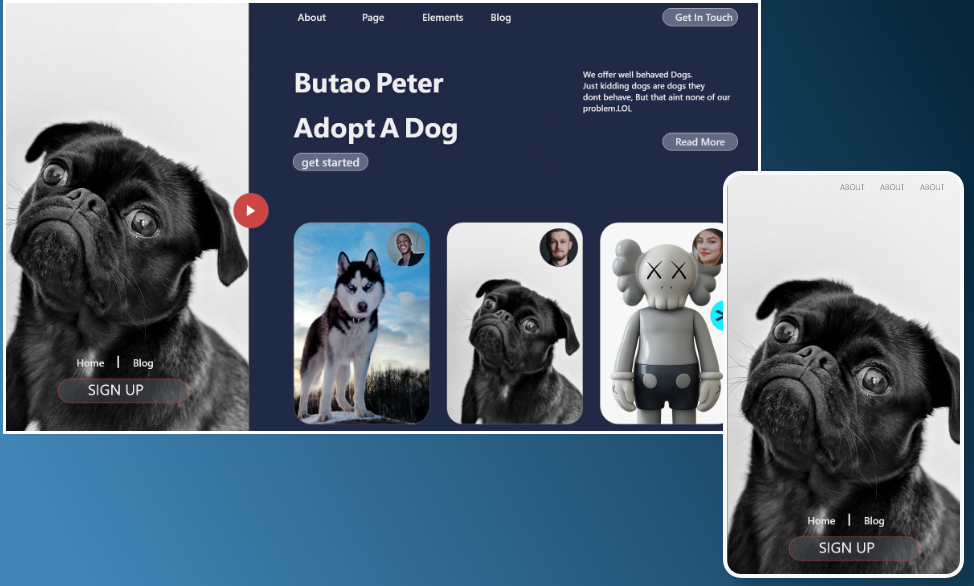 About Page Elements Blog Get In Touch
Butao Peter
Adopt A Dog
get started
We offer well behaved Dogs.
Just kidding dogs are dogs they
dont behave, But that aint none of our
problem.LOL
Read More
Home | Blog
SIGN UP
ABOUT ABOUT ABOUT
Home | Blog
SIGN UP